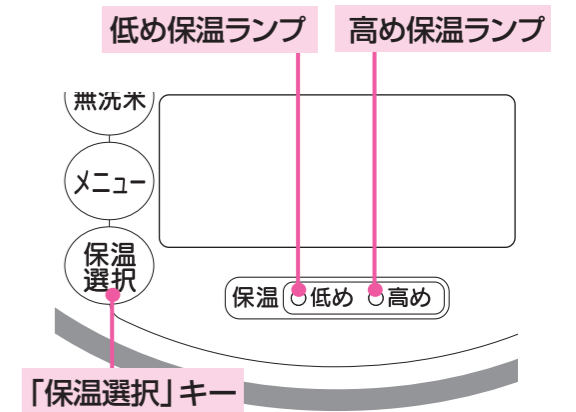 低め保温ランプ 高め保温ランプ
無洗米
メニュー
保温
選択
保温 低め 高め
「保温選択」キー